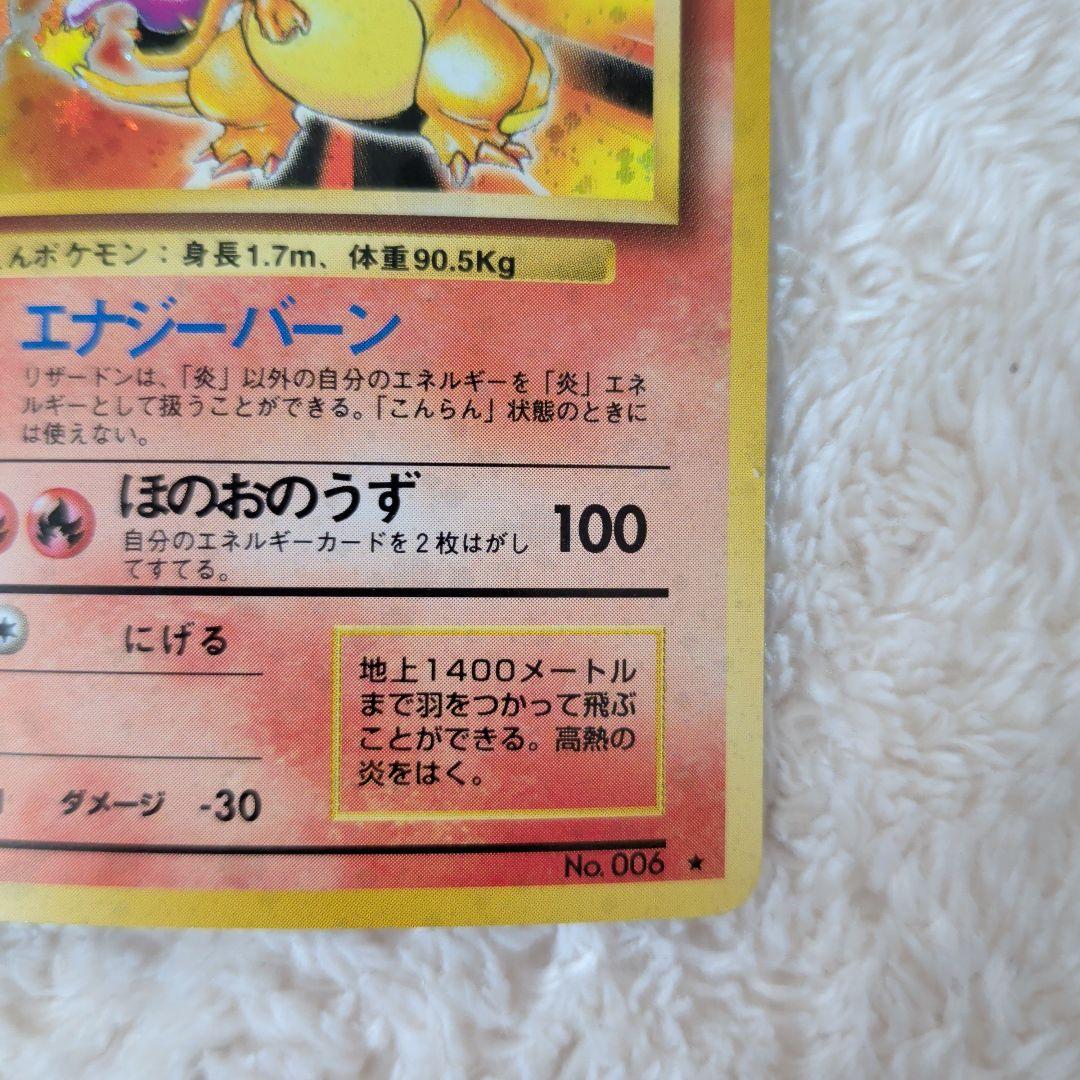 んポケモン：身長1.7m、体重90.5Kg
エナジーバーン
リザードンは、「炎」以外の自分のエネルギーを「炎」エネ
ルギーとして扱うことができる。「こんらん」状態のときに
は使えない。
ほのおのうず 100
自分のエネルギーカードを2枚はがし
てすてる。
にげる
地上1400メートル
まで羽をつかって飛ぶ
ことができる。高熱の
炎をはく。
ダメージ -30
No. 006 ★